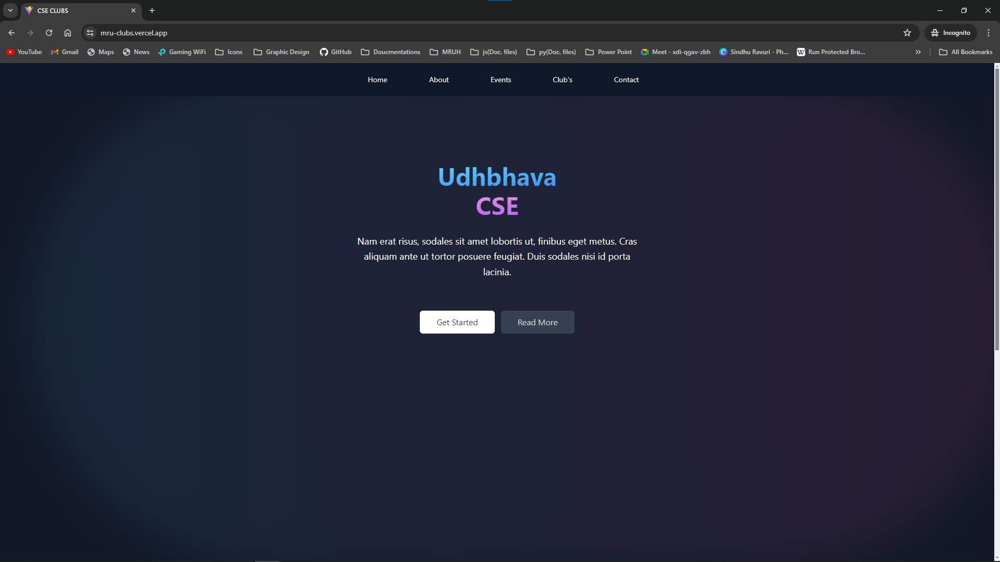 CSE CLUBS
mru-clubs.vercel.app
Incognito
YouTube Gmail Maps News Gaming WiFi Icons Graphic Design GitHub Doucmentations MRUH js(Doc. files) py(Doc. files) Power Point Meet - xdi-qgav-zbh Sindhu Ravuri - Ph... Run Protected Bro... All Bookmarks
Home About Events Club's Contact
Udhbhava
CSE
Nam erat risus, sodales sit amet lobortis ut, finibus eget metus. Cras
aliquam ante ut tortor posuere feugiat. Duis sodales nisi id porta
lacinia.
Get Started Read More